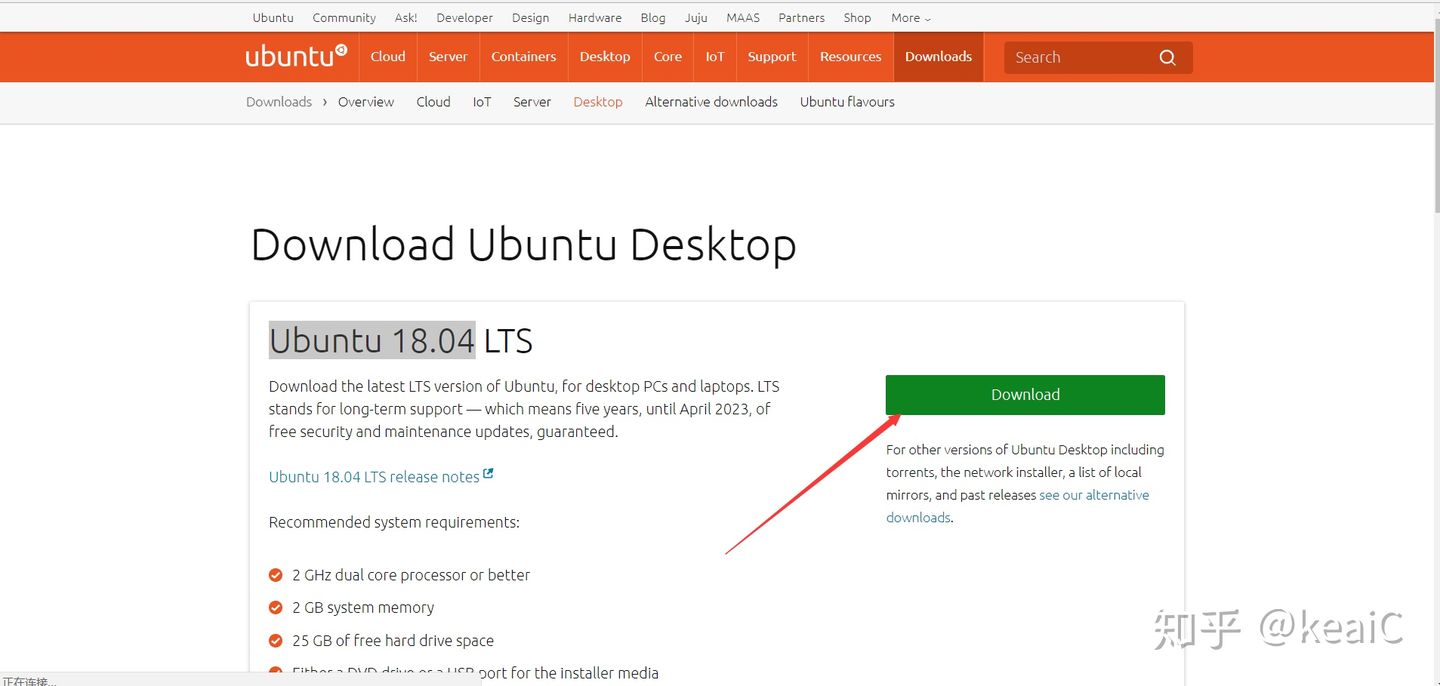 Ubuntu Community Ask! Developer Design Hardware Blog Juju MAAS Partners Shop More
ubuntu Cloud Server Containers Desktop Core IoT Support Resources Downloads Search
Downloads › Overview Cloud IoT Server Desktop Alternative downloads Ubuntu flavours
Download Ubuntu Desktop
Ubuntu 18.04 LTS
Download the latest LTS version of Ubuntu, for desktop PCs and laptops. LTS
stands for long-term support — which means five years, until April 2023, of
free security and maintenance updates, guaranteed.
Ubuntu 18.04 LTS release notes
Recommended system requirements:
2 GHz dual core processor or better
2 GB system memory
25 GB of free hard drive space
Either a DVD drive or a USB port for the installer media
Download
For other versions of Ubuntu Desktop including
torrents, the network installer, a list of local
mirrors, and past releases see our alternative
downloads.
知乎 @keaiC
正在连接...